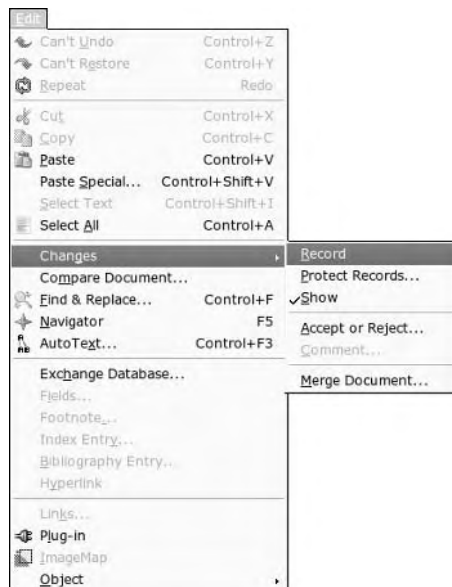 Edit
Can't Undo Control+Z
Can't Restore Control+Y
Repeat Redo
Cut Control+X
Copy Control+C
Paste Control+V
Paste Special... Control+Shift+V
Select Text Control+Shift+I
Select All Control+A
Changes
Record
Compare Document...
Protect Records...
Find & Replace... Control+F
Show
Navigator F5
Accept or Reject...
AutoText... Control+F3
Comment...
Exchange Database...
Merge Document...
Fields...
Footnote...
Index Entry...
Bibliography Entry...
Hyperlink
Links...
Plug-in
ImageMap
Object